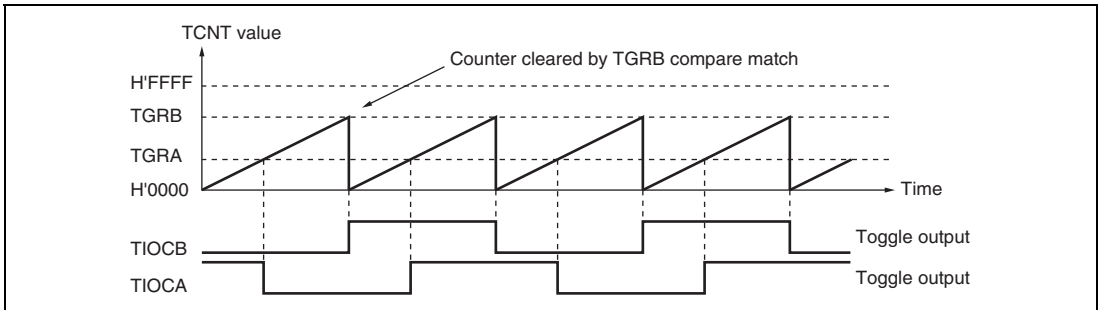 TCNT value
Counter cleared by TGRB compare match
H'FFFF
TGRB
TGRA
H'0000
Time
TIOCB
Toggle output
TIOCA
Toggle output